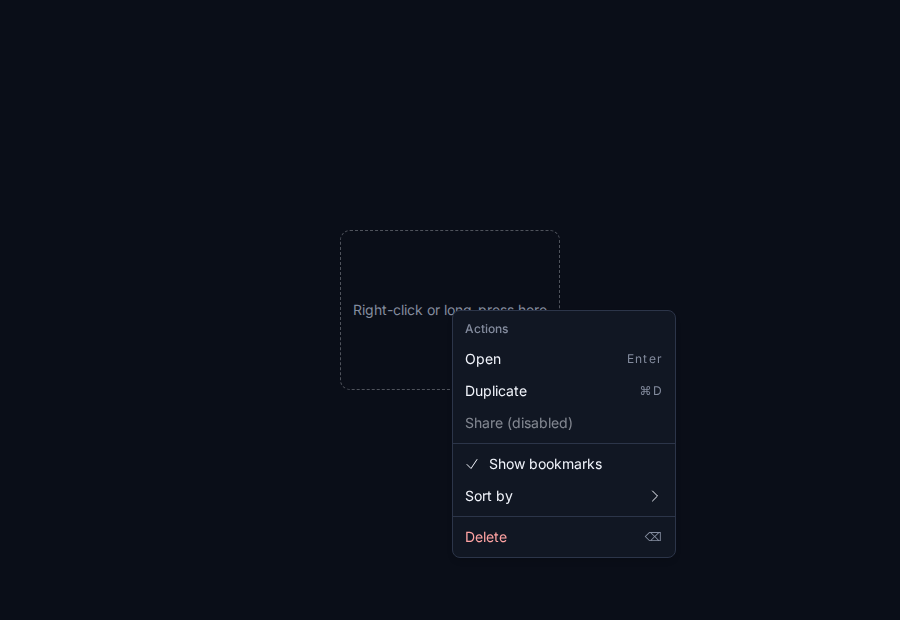 Right-click or long-press here
Actions
Open Enter
Duplicate ⌘D
Share (disabled)
Show bookmarks
Sort by
Delete ⌫